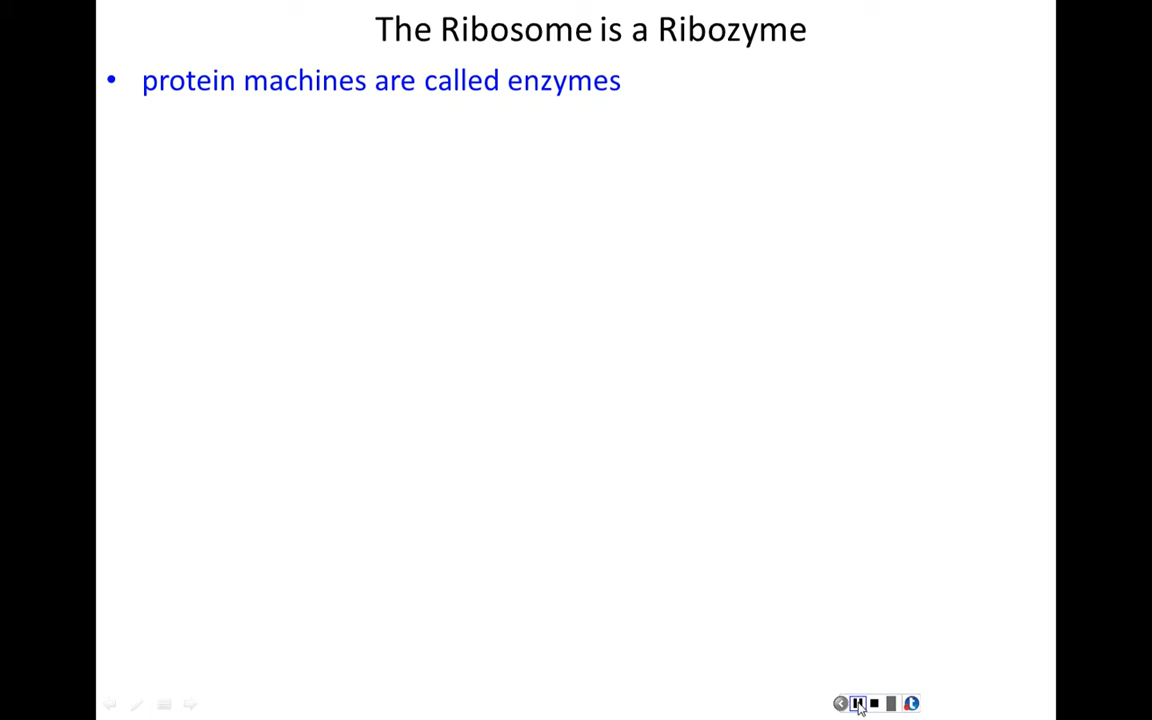 The Ribosome is a Ribozyme
• protein machines are called enzymes